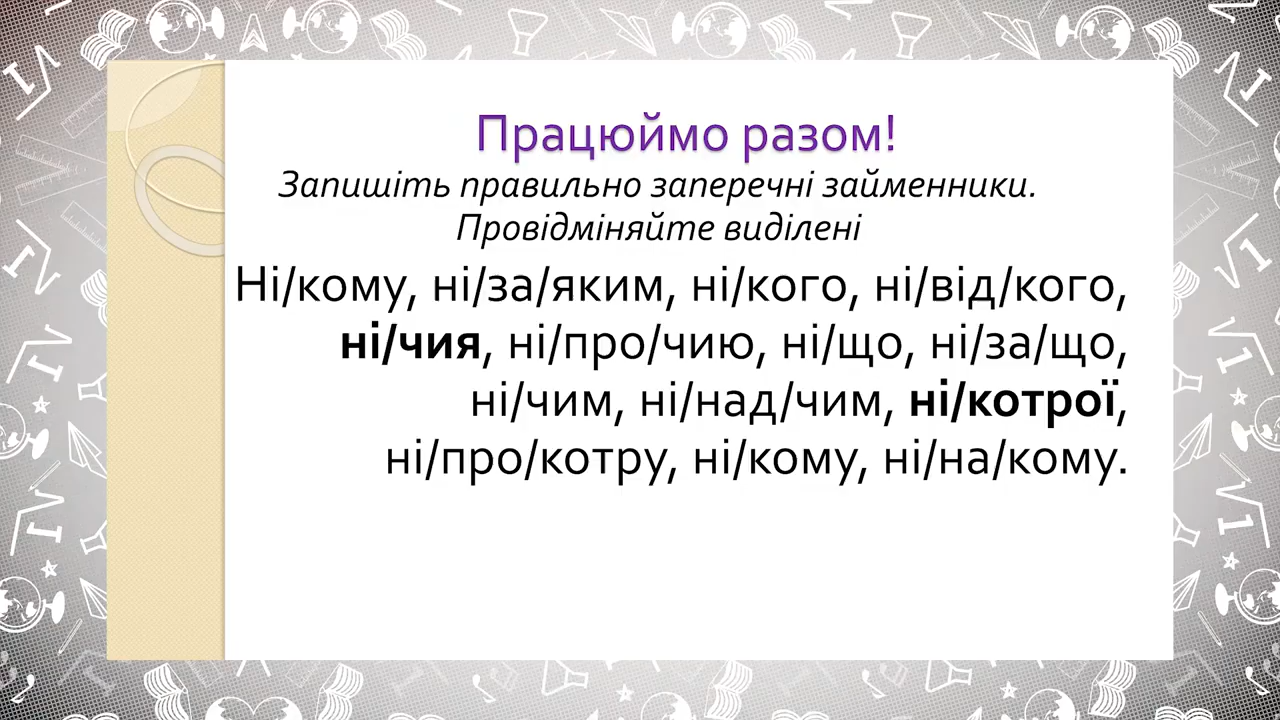 Працюймо разом!
Запишіть правильно заперечні займенники.
Провідміняйте виділені
Ні/кому, ні/за/яким, ні/кого, ні/від/кого,
ні/чия, ні/про/чию, ні/що, ні/за/що,
ні/чим, ні/над/чим, ні/котрої,
ні/про/котру, ні/кому, ні/на/кому.